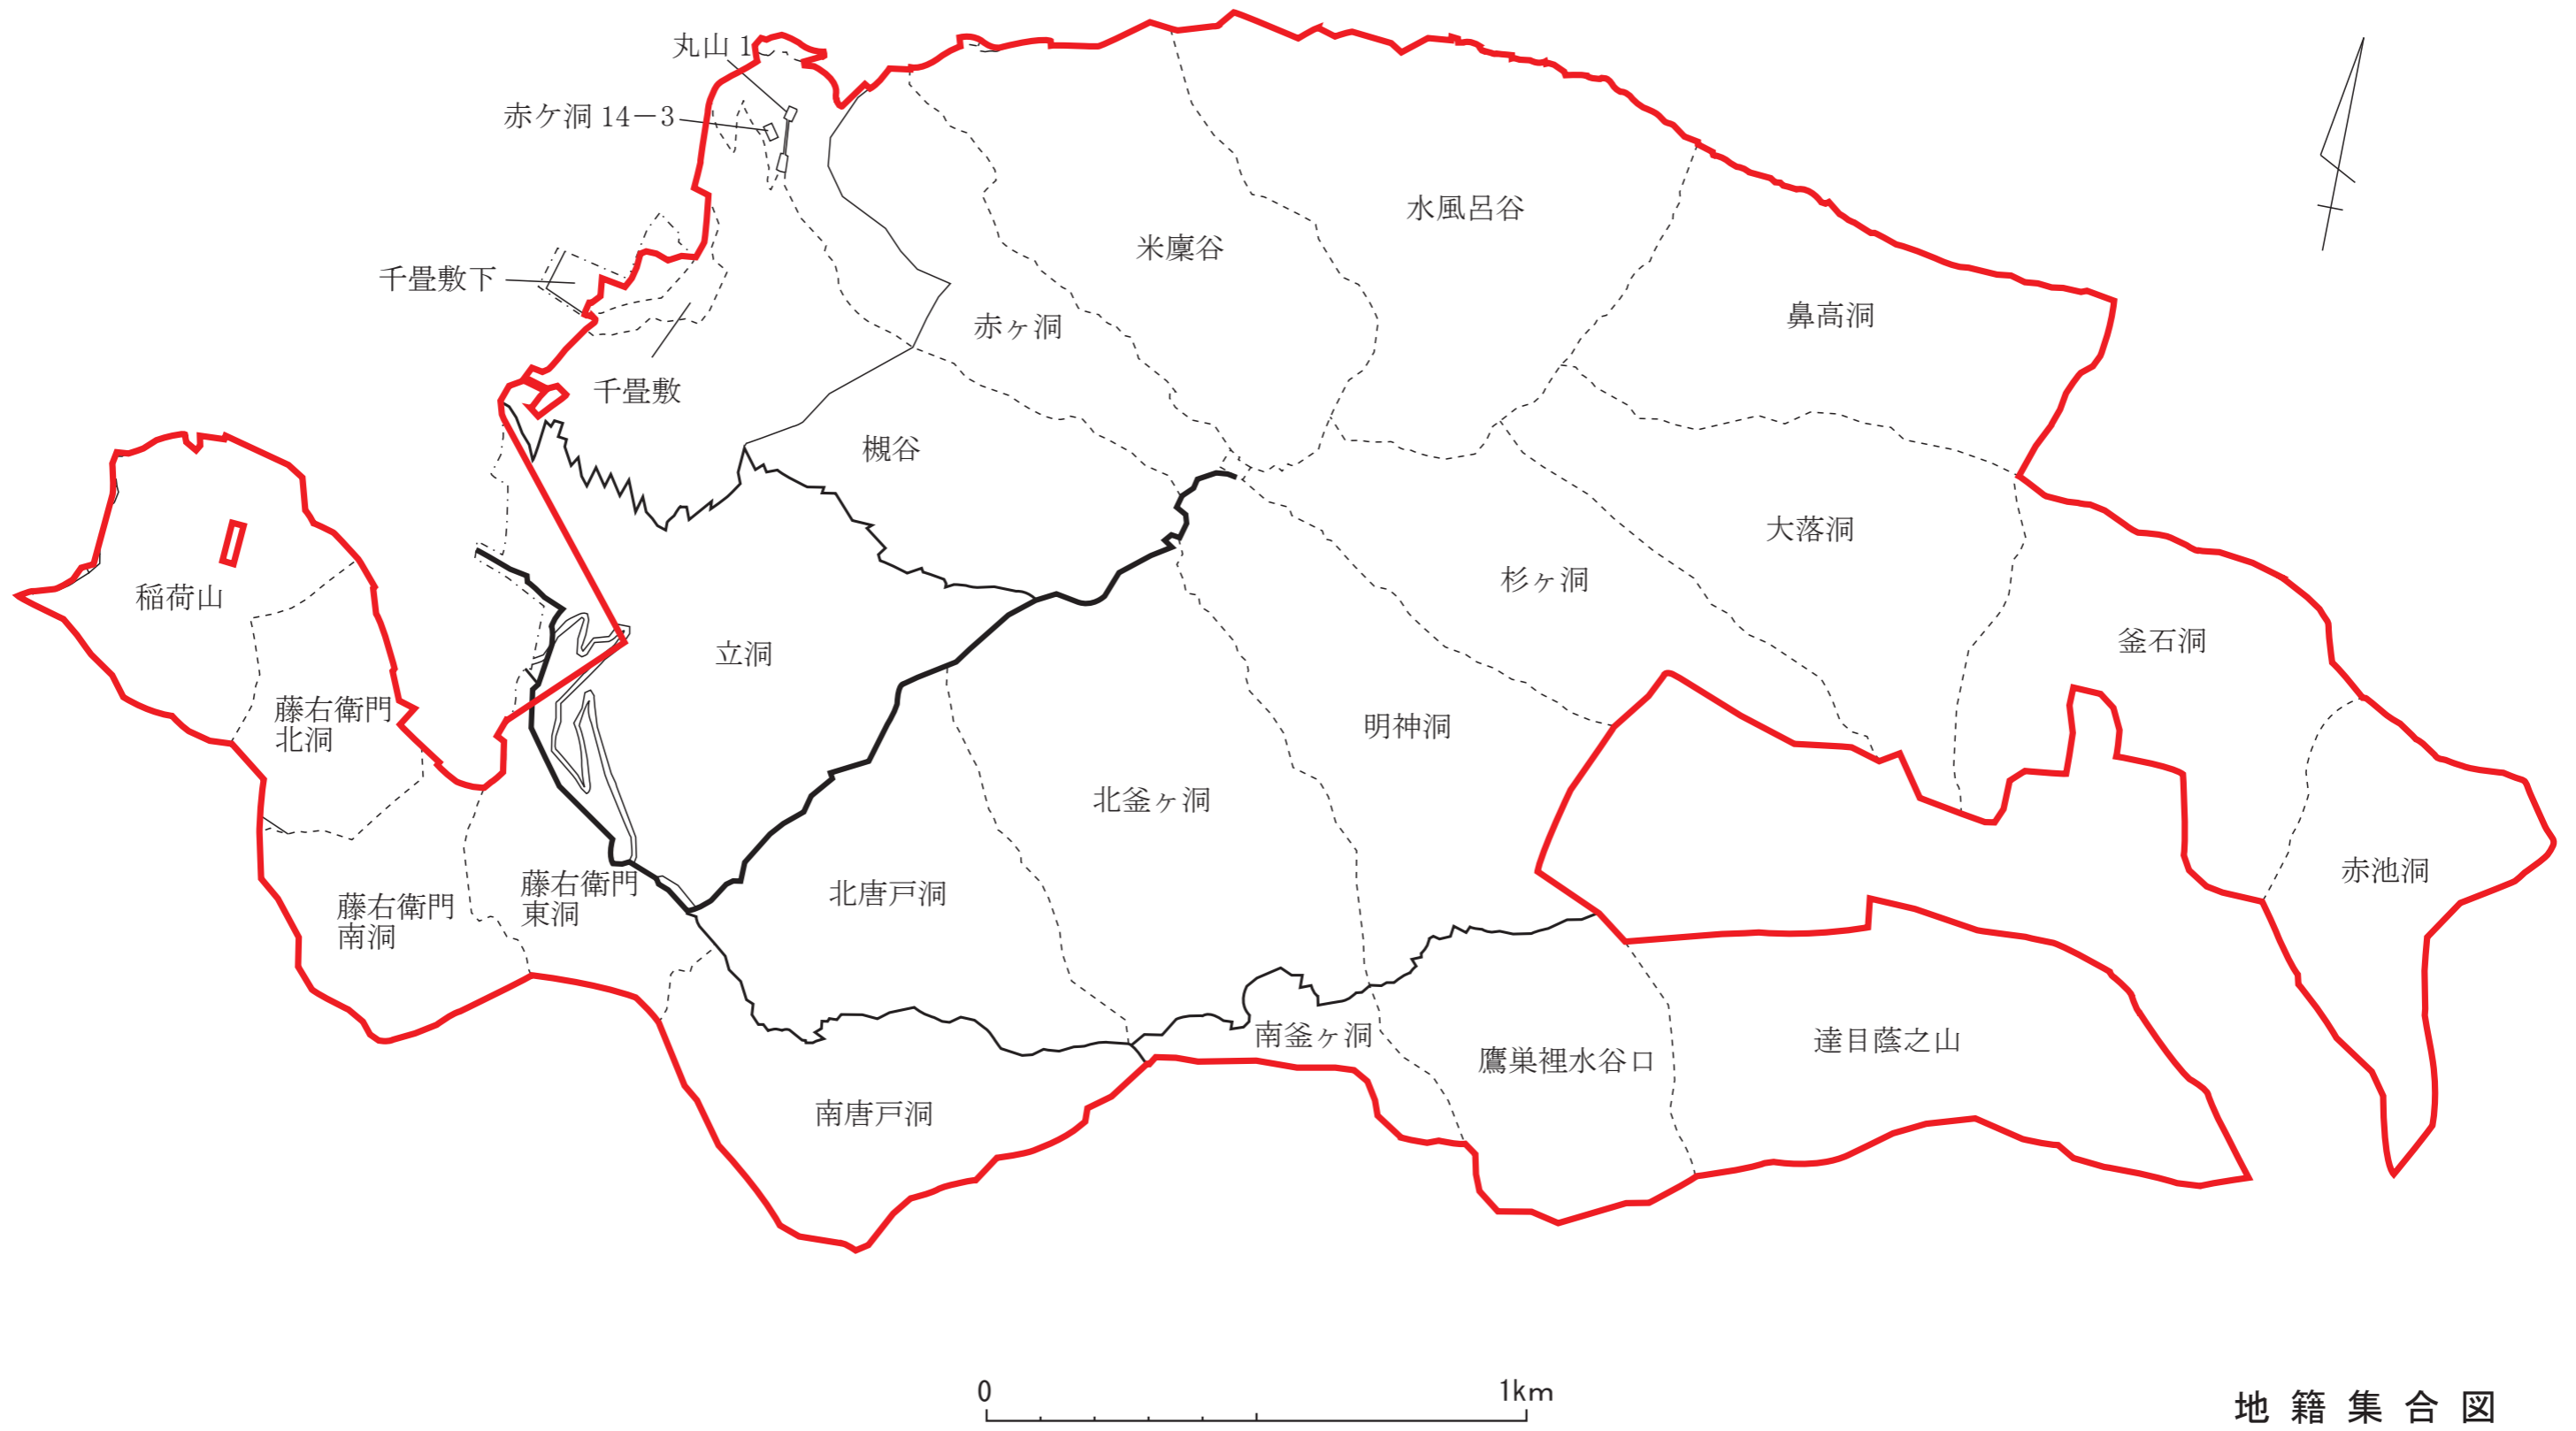 丸山 1
赤ケ洞 14－3
水風呂谷
米廩谷
千畳敷下
鼻高洞
赤ヶ洞
千畳敷
槻谷
大落洞
杉ヶ洞
稲荷山
釜石洞
立洞
藤右衛門
北洞
明神洞
北釜ヶ洞
赤池洞
北唐戸洞
藤右衛門
東洞
藤右衛門
南洞
南釜ヶ洞
達目蔭之山
鷹巣裡水谷口
南唐戸洞
0
1km
地籍集合図